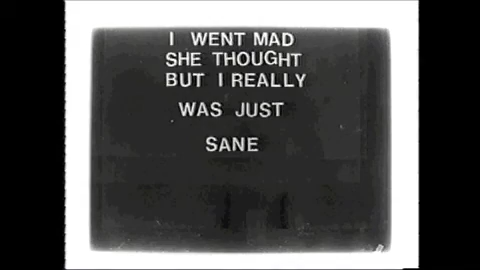 I WENT MAD
SHE THOUGHT
BUT I REALLY
WAS JUST
SANE